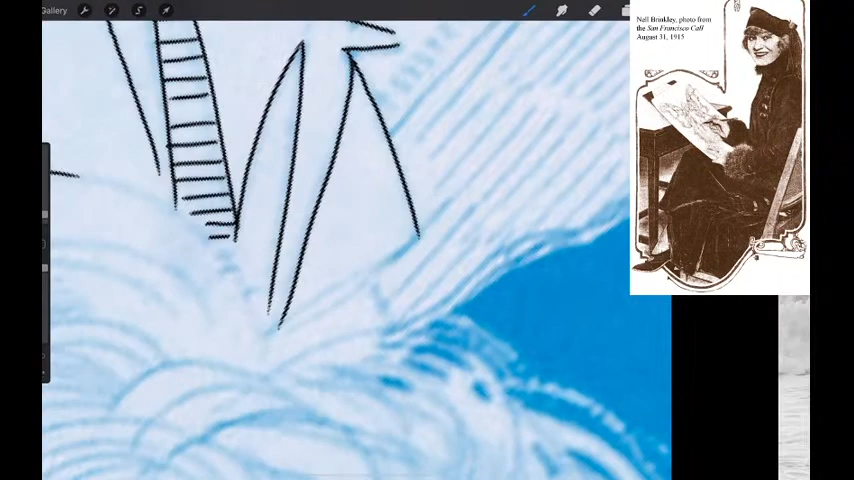 Gallery
Nell Brinkley, photo from
the San Francisco Call
August 31, 1915